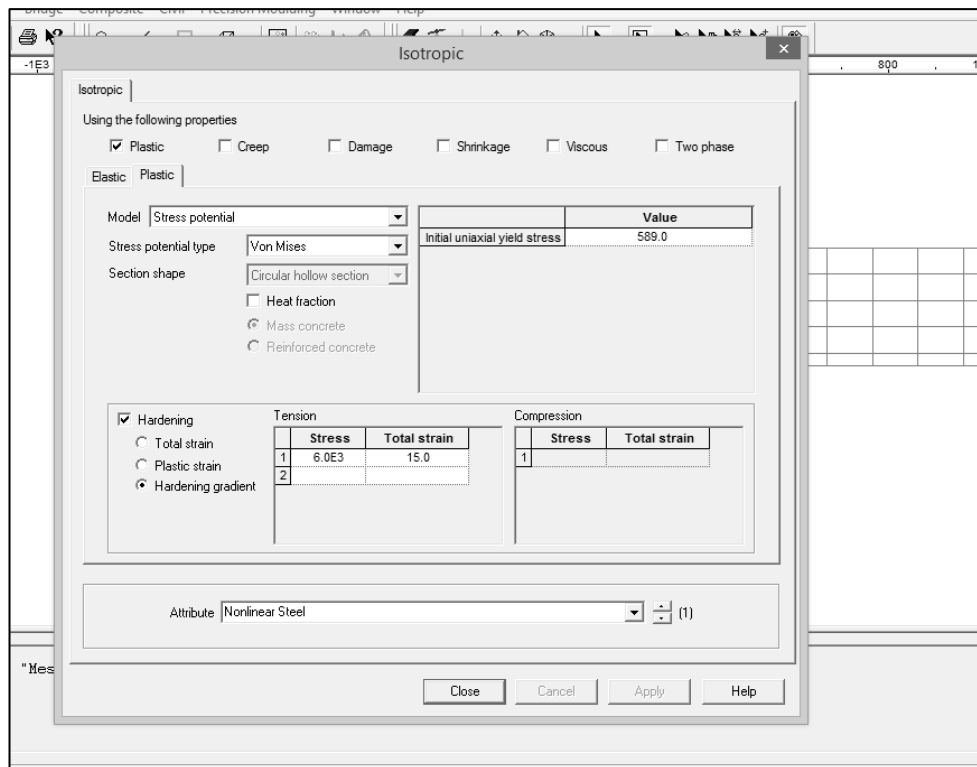 Bridge Composite Civil Precision Moulding Window Help
Isotropic
-1E3
800
Isotropic
Using the following properties
Plastic Creep Damage Shrinkage Viscous Two phase
Elastic Plastic
Model Stress potential
Value
Initial uniaxial yield stress 589.0
Stress potential type Von Mises
Section shape Circular hollow section
Heat fraction
Mass concrete
Reinforced concrete
Hardening Tension Compression
Total strain
Plastic strain
Hardening gradient
Stress Total strain
1 6.0E3 15.0
2
Stress Total strain
1
Attribute Nonlinear Steel (1)
"Mes
Close Cancel Apply Help